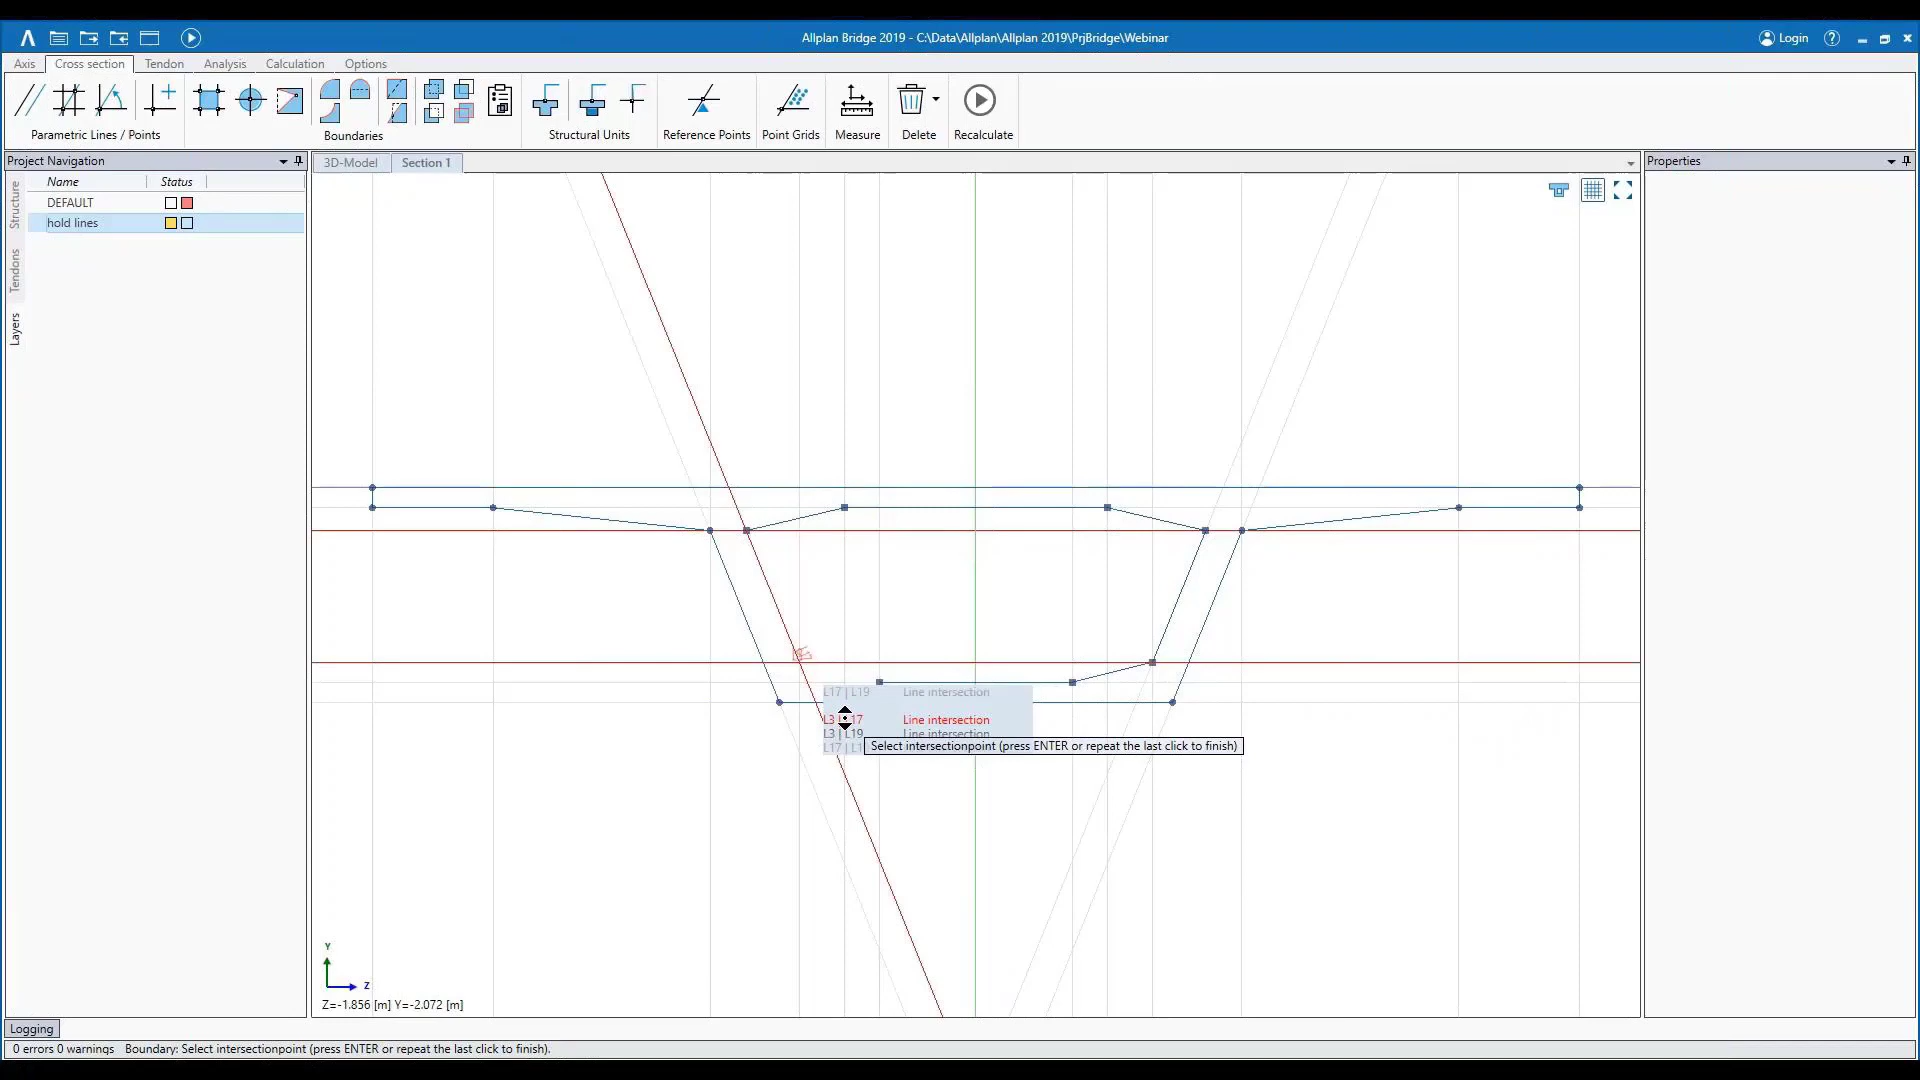 Allplan Bridge 2019 - C:\Data\Allplan\Allplan 2019\PrjBridge\Webinar
Login
Axis
Cross section
Tendon
Analysis
Calculation
Options
Parametric Lines / Points
Boundaries
Structural Units
Reference Points
Point Grids
Measure
Delete
Recalculate
Project Navigation
3D-Model
Section 1
Properties
Name
Status
DEFAULT
hold lines
Structure
Tendons
Layers
L17 | L19 Line intersection
L3 | L17 Line intersection
L3 | L19 Line intersection
Select intersectionpoint (press ENTER or repeat the last click to finish)
Y
Z
Z=-1.856 [m] Y=-2.072 [m]
Logging
0 errors 0 warnings Boundary: Select intersectionpoint (press ENTER or repeat the last click to finish).